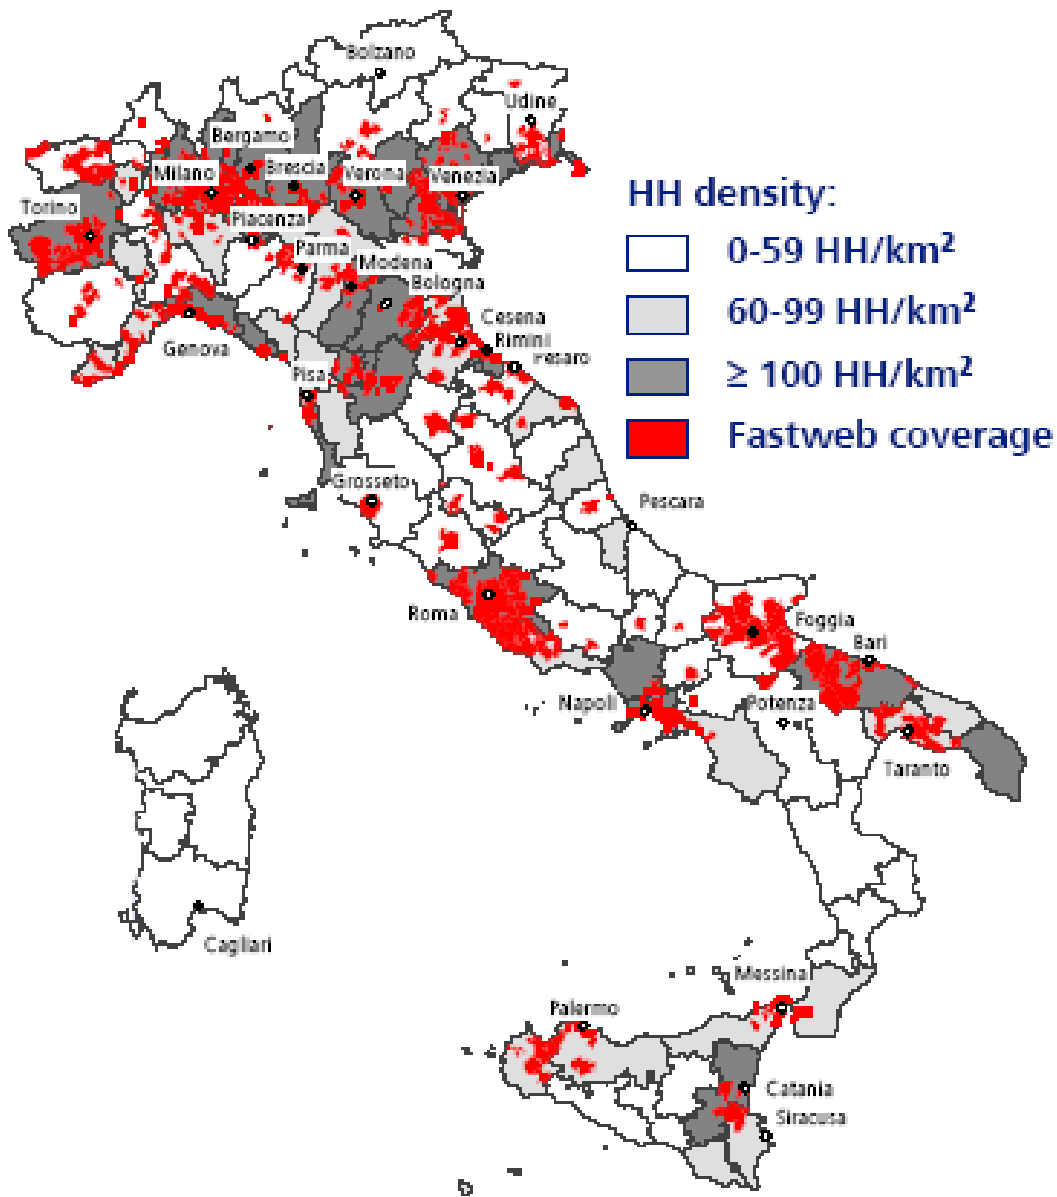 Bolzano
Udine
Bergamo
Milano
Brescia
Verona
Venezia
Torino
Piacenza
Parma
Modena
Bologna
Genova
Cesena
Rimini
Pesaro
Pisa
Grosseto
Pescara
Roma
Foggia
Bari
Napoli
Potenza
Taranto
Cagliari
Messina
Palermo
Catania
Siracusa
HH density:
0-59 HH/km²
60-99 HH/km²
≥ 100 HH/km²
Fastweb coverage